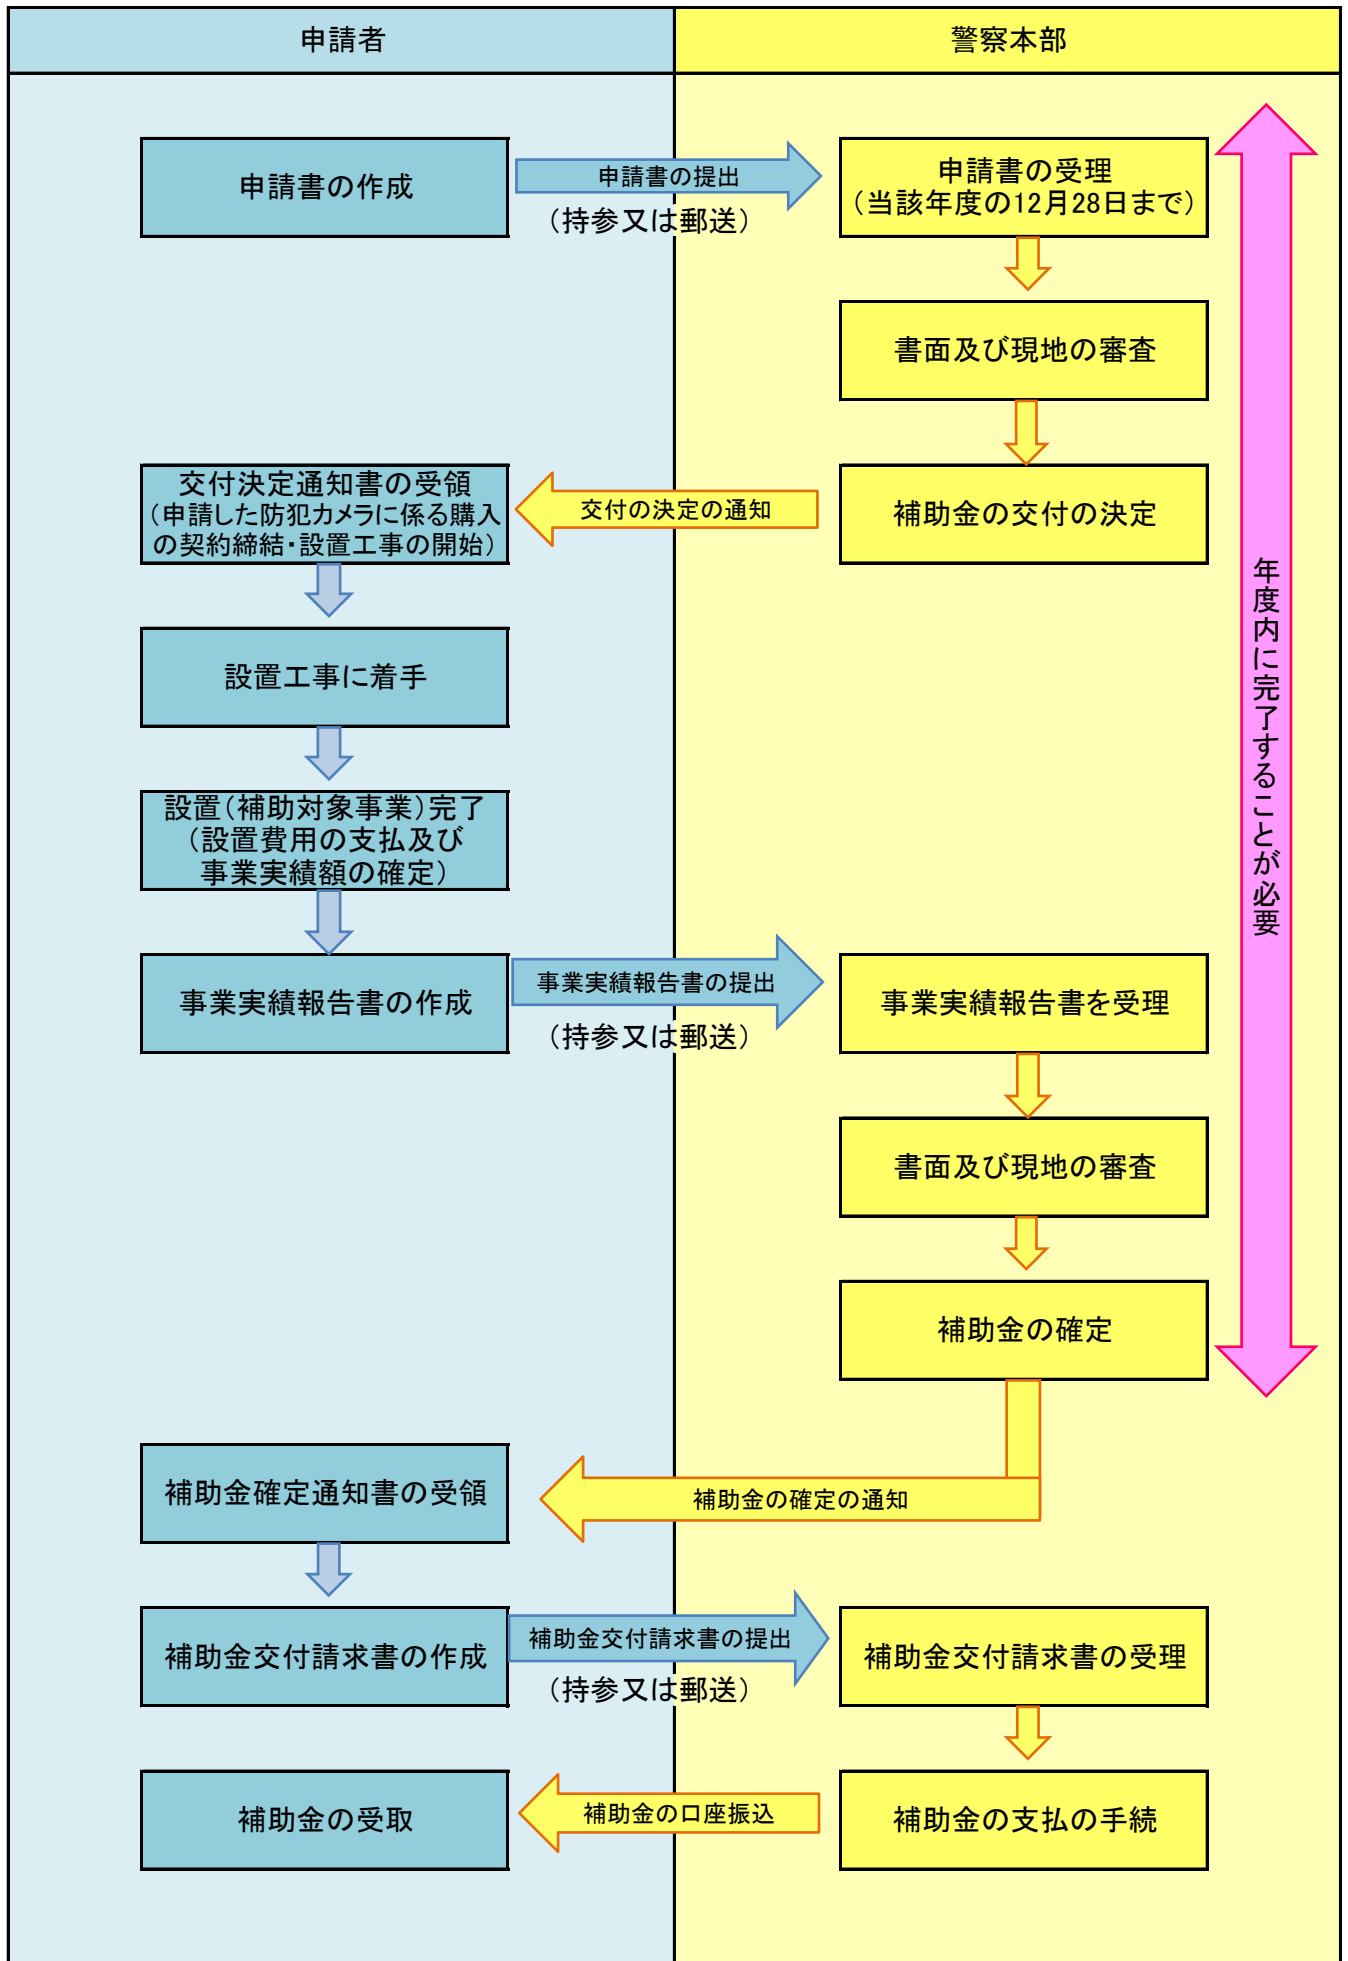 申請者
警察本部
申請書の作成
申請書の提出
(持参又は郵送)
申請書の受理
(当該年度の12月28日まで)
書面及び現地の審査
補助金の交付の決定
交付の決定の通知
交付決定通知書の受領
(申請した防犯カメラに係る購入
の契約締結・設置工事の開始)
設置工事に着手
設置(補助対象事業)完了
(設置費用の支払及び
事業実績額の確定)
事業実績報告書の作成
事業実績報告書の提出
(持参又は郵送)
事業実績報告書を受理
書面及び現地の審査
補助金の確定
年度内に完了することが必要
補助金の確定の通知
補助金確定通知書の受領
補助金交付請求書の作成
補助金交付請求書の提出
(持参又は郵送)
補助金交付請求書の受理
補助金の支払の手続
補助金の口座振込
補助金の受取